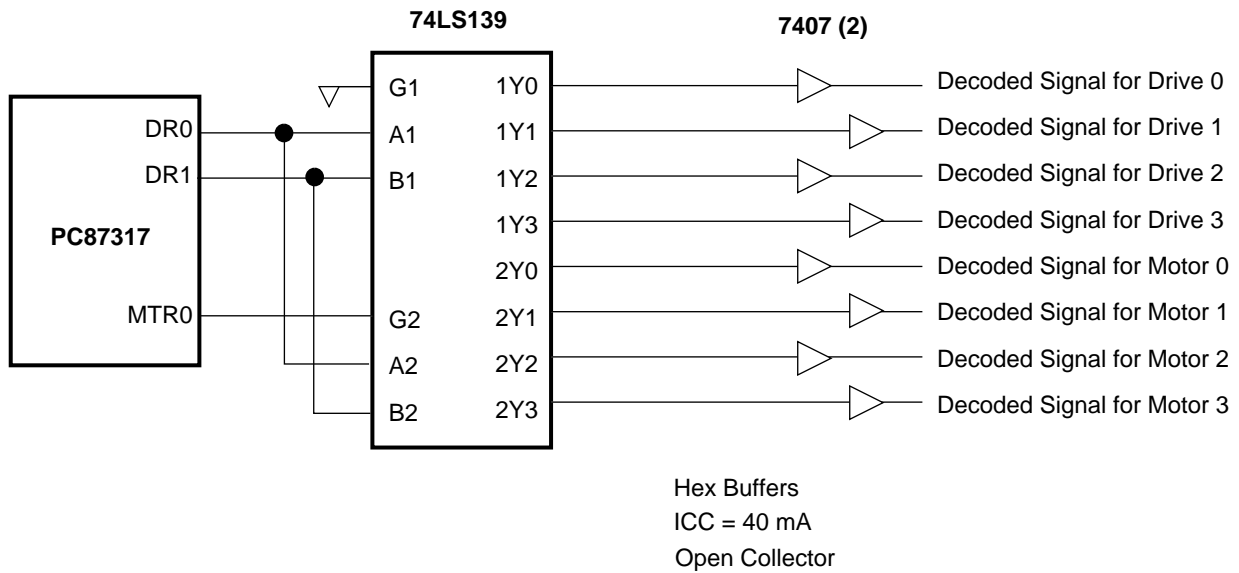 74LS139
7407 (2)
PC87317
DR0
DR1
MTR0
G1
A1
B1
G2
A2
B2
1Y0
1Y1
1Y2
1Y3
2Y0
2Y1
2Y2
2Y3
Decoded Signal for Drive 0
Decoded Signal for Drive 1
Decoded Signal for Drive 2
Decoded Signal for Drive 3
Decoded Signal for Motor 0
Decoded Signal for Motor 1
Decoded Signal for Motor 2
Decoded Signal for Motor 3
Hex Buffers
ICC = 40 mA
Open Collector